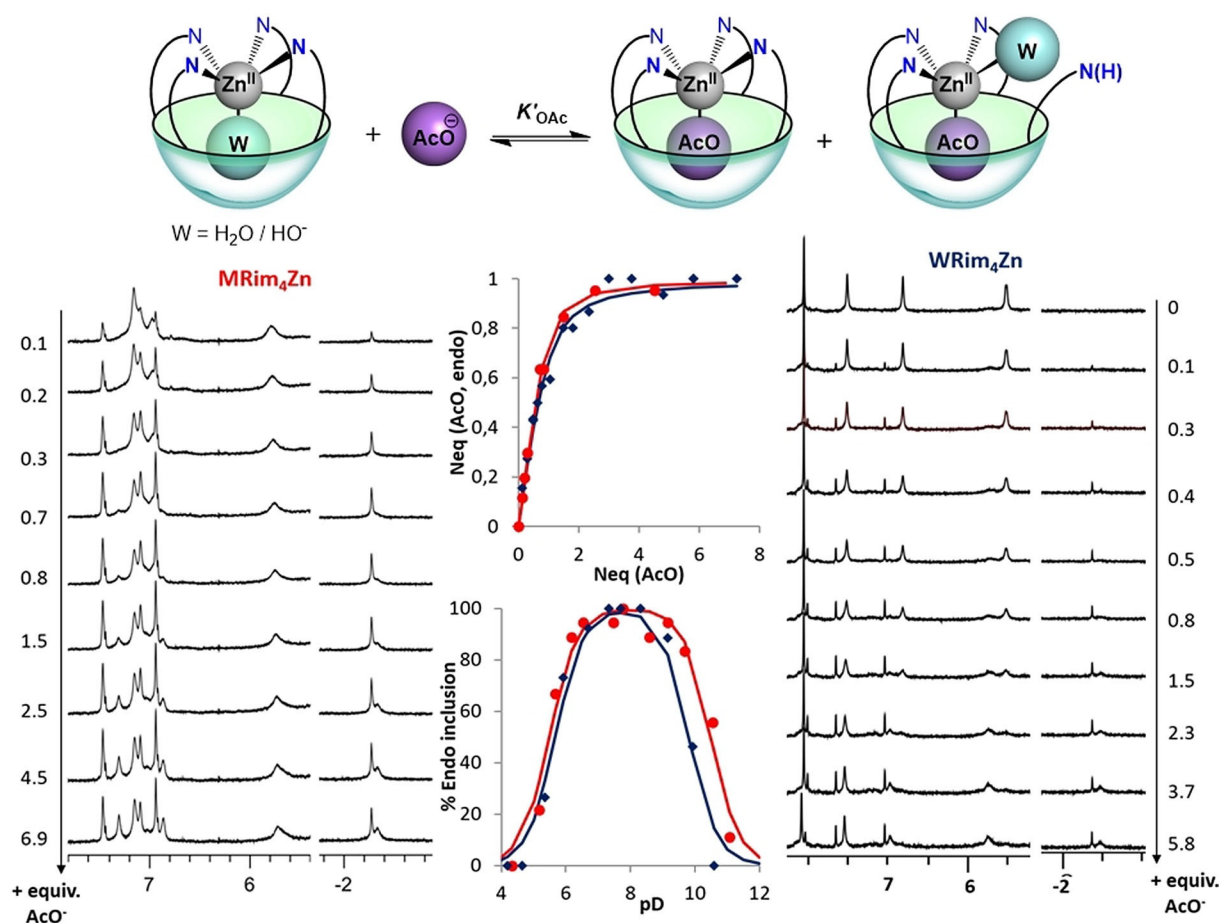 N N N N Zn^II W
+
AcO^⊖
K'_OAc
N N N N Zn^II AcO
+
N N N W Zn^II N(H) AcO
W = H₂O / HO⁻
MRim₄Zn
0.1
0.2
0.3
0.7
0.8
1.5
2.5
4.5
6.9
7 -2
+ equiv.
AcO⁻
Neq (AcO, endo)
1
0,8
0,6
0,4
0,2
0
0 2 4 6 8
Neq (AcO)
% Endo inclusion
100
80
60
40
20
0
4 6 8 10 12
pD
WRim₄Zn
0
0.1
0.3
0.4
0.5
0.8
1.5
2.3
3.7
5.8
7 6 -2
+ equiv.
AcO⁻